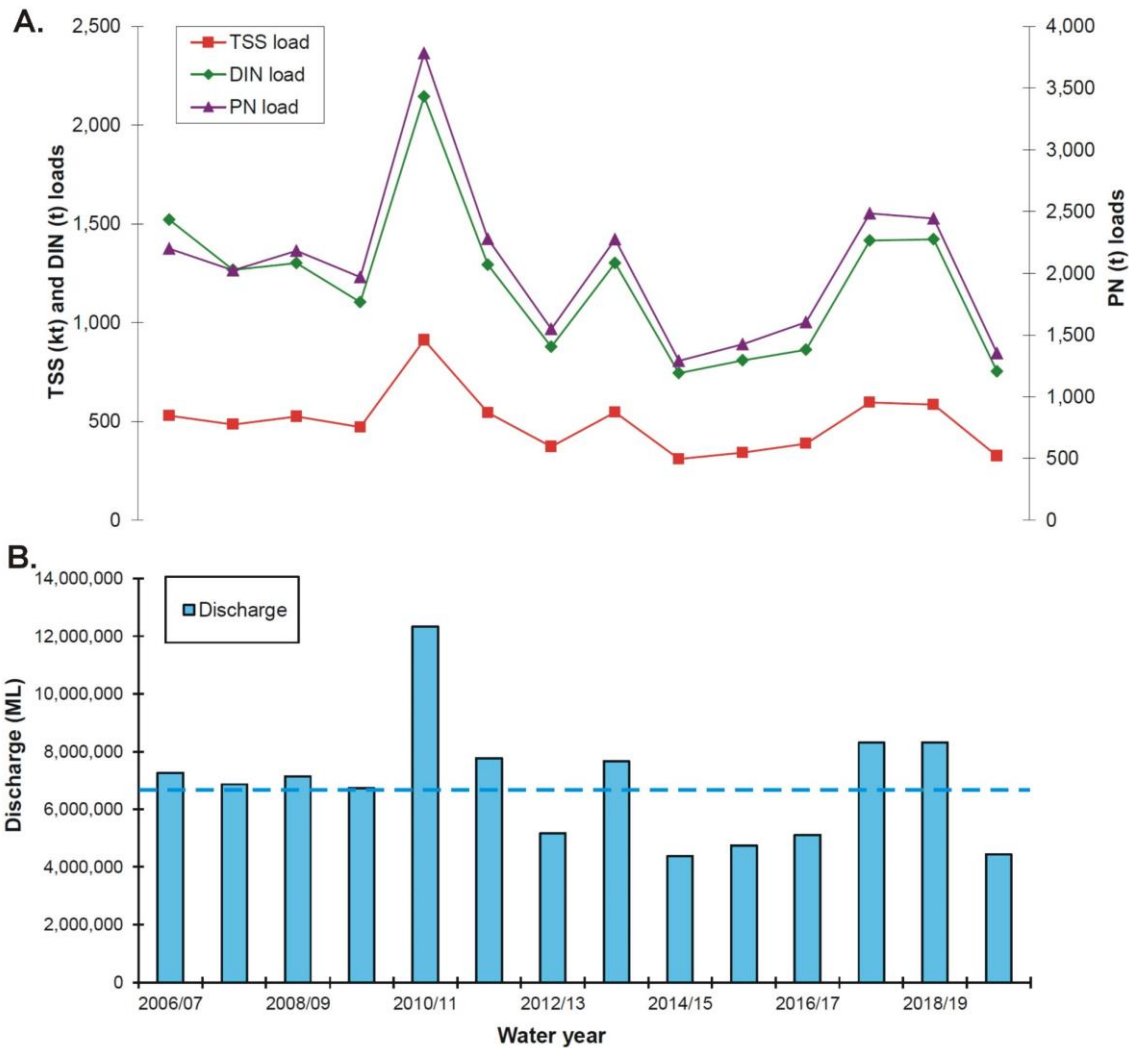 A.
2,500
2,000
1,500
1,000
500
0
TSS (kt) and DIN (t) loads
TSS load
DIN load
PN load
4,000
3,500
3,000
2,500
2,000
1,500
1,000
500
0
PN (t) loads
B.
14,000,000
12,000,000
10,000,000
8,000,000
6,000,000
4,000,000
2,000,000
0
Discharge (ML)
Discharge
2006/07 2008/09 2010/11 2012/13 2014/15 2016/17 2018/19
Water year